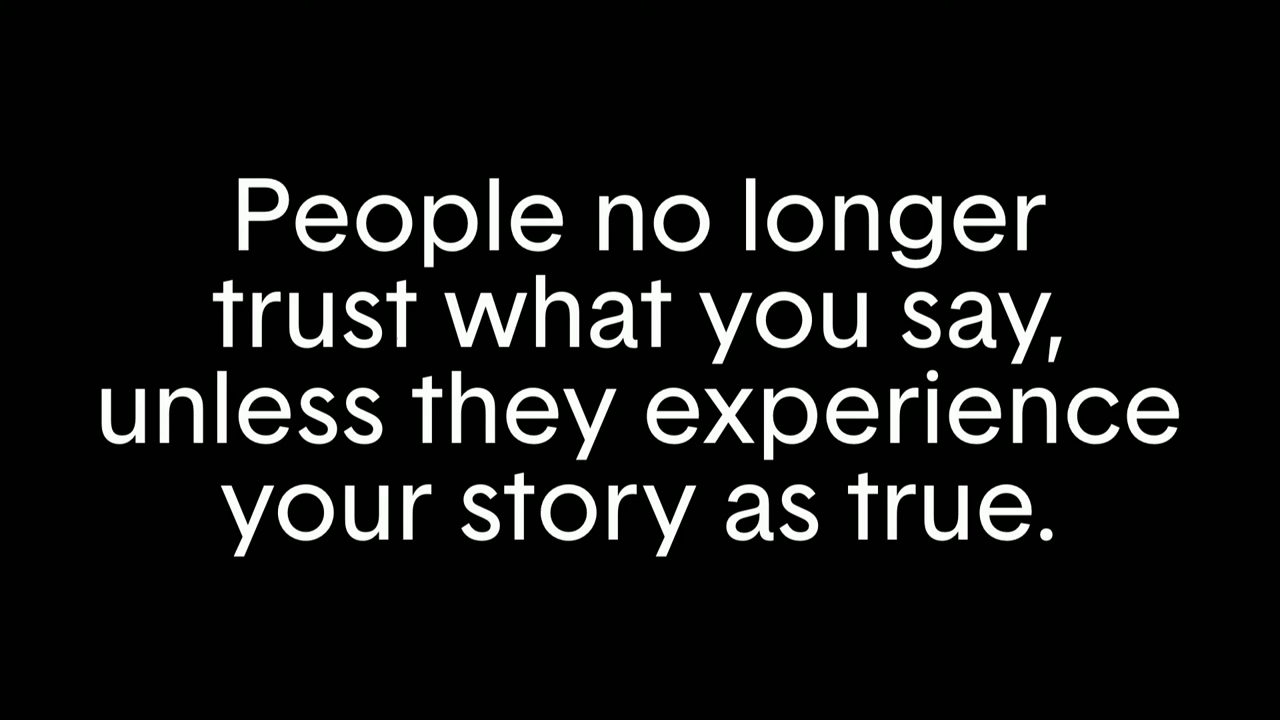 People no longer
trust what you say,
unless they experience
your story as true.